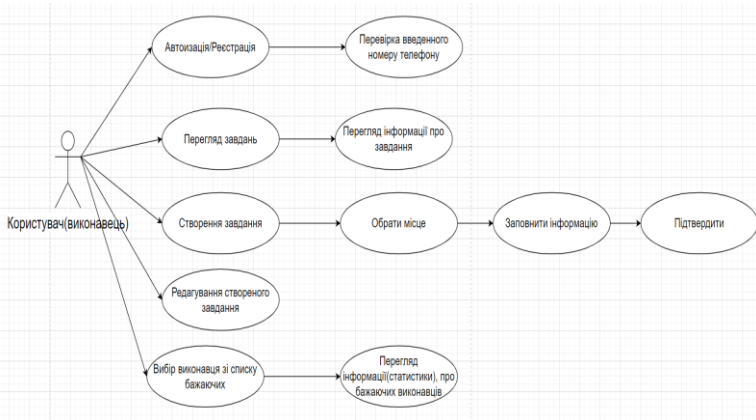 Автоизація/Реєстрація
Перевірка введенного
номеру телефону
Перегляд завдань
Перегляд інформації про
завдання
Користувач(виконавець)
Створення завдання
Обрати місце
Заповнити інформацію
Підтвердити
Редагування створеного
завдання
Вибір виконавця зі списку
бажаючих
Перегляд
інформації(статистики), про
бажаючих виконавців